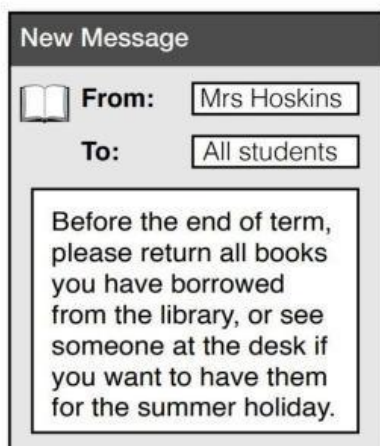 New Message
From: Mrs Hoskins
To: All students
Before the end of term,
please return all books
you have borrowed
from the library, or see
someone at the desk if
you want to have them
for the summer holiday.